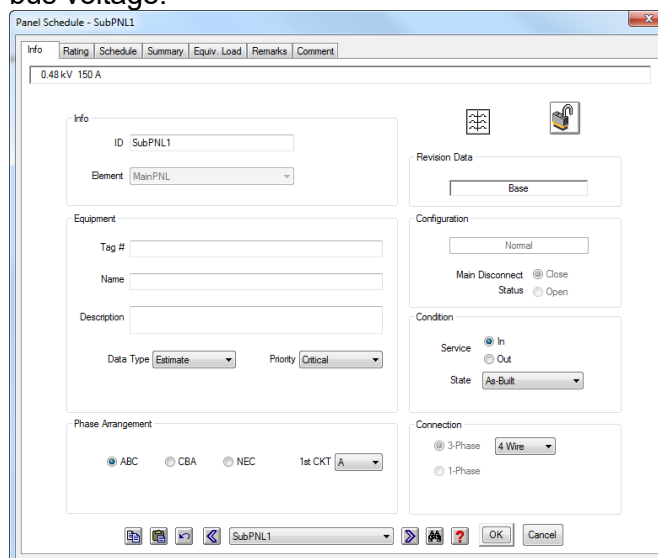 bus voltage.
Panel Schedule - SubPNL1
Info Rating Schedule Summary Equiv. Load Remarks Comment
0.48 kV 150 A
Info
ID SubPNL1
Element MainPNL
Revision Data
Base
Equipment
Tag #
Name
Description
Data Type Estimate Priority Critical
Configuration
Normal
Main Disconnect Close
Status Open
Condition
Service In
Out
State As-Built
Phase Arrangement
ABC CBA NEC 1st CKT A
Connection
3-Phase 4 Wire
1-Phase
SubPNL1 ? OK Cancel